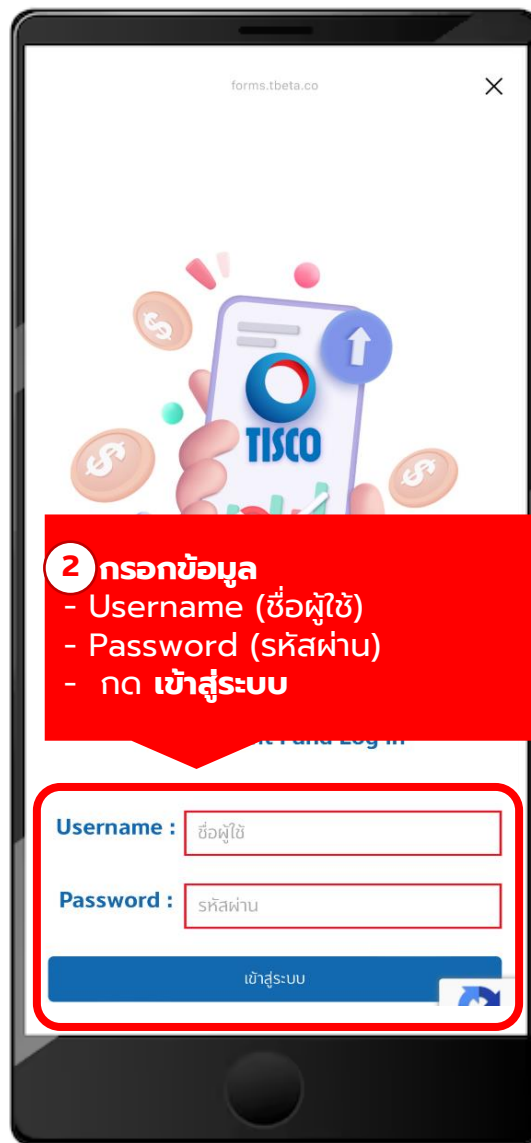 forms.tbeta.co
TISCO
2 กรอกข้อมูล
- Username (ชื่อผู้ใช้)
- Password (รหัสผ่าน)
- กด เข้าสู่ระบบ
Log In
Username : ชื่อผู้ใช้
Password : รหัสผ่าน
เข้าสู่ระบบ